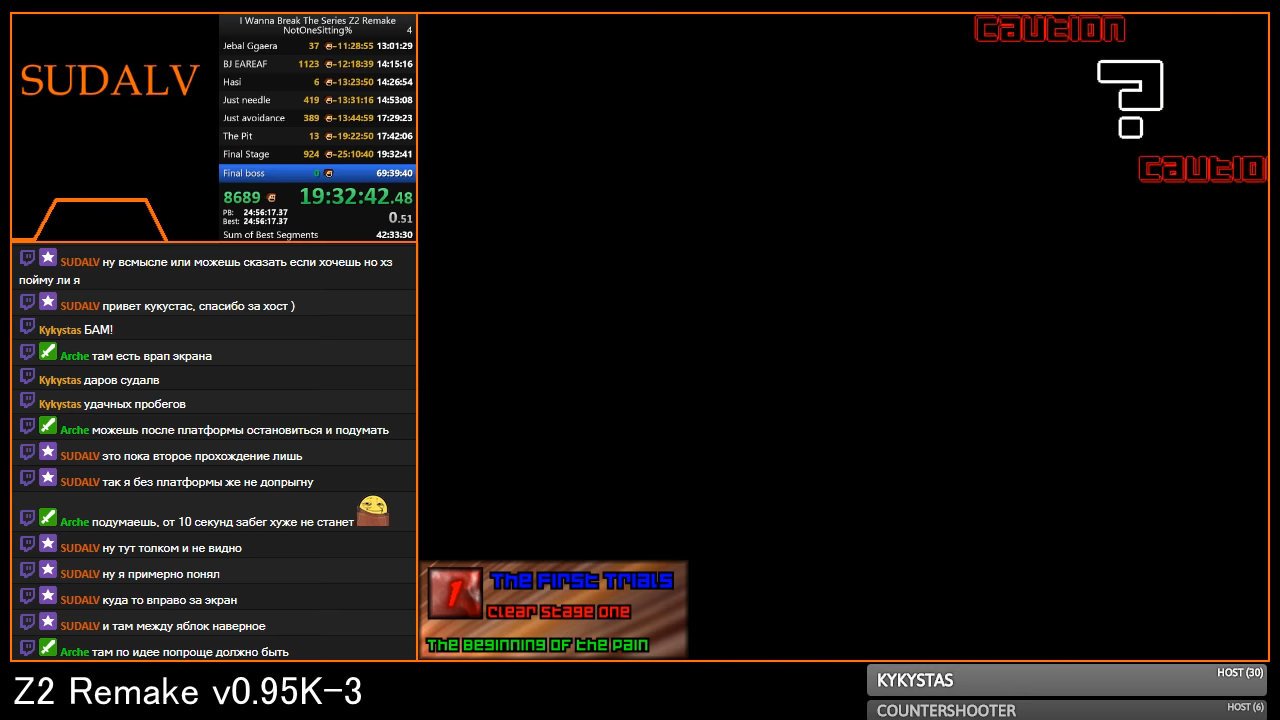 SUDALV
I Wanna Break The Series Z2 Remake
NotOneSitting%
4
Jebal Ggaera 37 -11:28:55 13:01:29
BJ EAREAF 1123 -12:18:39 14:15:16
Hasi 6 -13:23:50 14:26:54
Just needle 419 -13:31:16 14:53:08
Just avoidance 389 -13:44:59 17:29:23
The Pit 13 -19:22:50 17:42:06
Final Stage 924 -25:10:40 19:32:41
Final boss 0 69:39:40
8689 19:32:42.48
PB: 24:56:17.37
Best: 24:56:17.37
0.51
Sum of Best Segments 42:33:30
SUDALV ну всмысле или можешь сказать если хочешь но хз
пойму ли я
SUDALV привет кукустас, спасибо за хост )
Kykystas БАМ!
Arche там есть врап экрана
Kykystas даров судалв
Kykystas удачных пробегов
Arche можешь после платформы остановиться и подумать
SUDALV это пока второе прохождение лишь
SUDALV так я без платформы же не допрыгну
Arche подумаешь, от 10 секунд забег хуже не станет
SUDALV ну тут толком и не видно
SUDALV ну я примерно понял
SUDALV куда то вправо за экран
SUDALV и там между яблок наверное
Arche там по идее попроще должно быть
Caution
?
Cautio
1
The First Trials
Clear Stage One
The Beginning Of The Pain
Z2 Remake v0.95K-3
KYKYSTAS HOST (30)
COUNTERSHOOTER HOST (6)